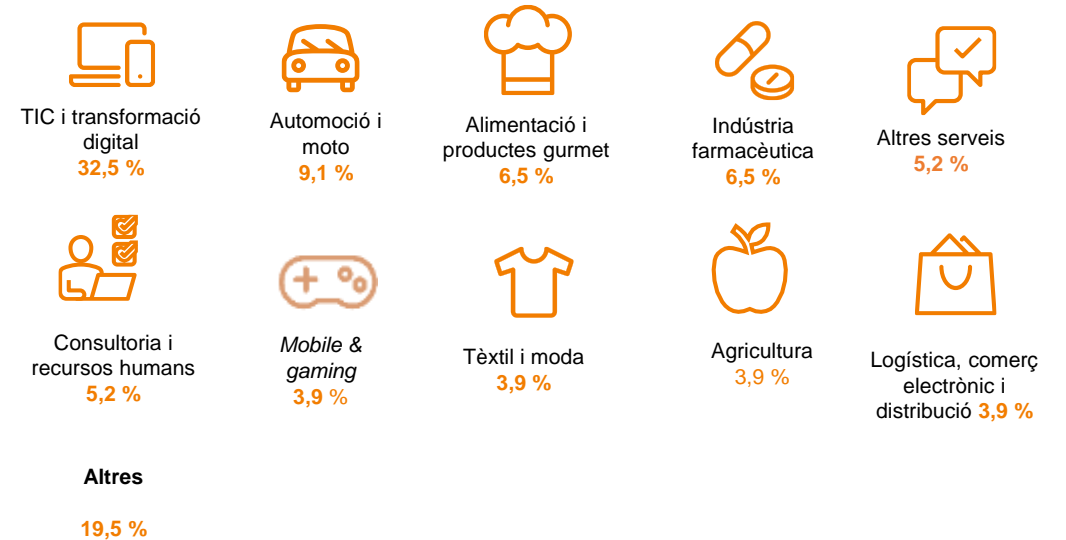 TIC i transformació
digital
32,5 %
Automoció i
moto
9,1 %
Alimentació i
productes gurmet
6,5 %
Indústria
farmacèutica
6,5 %
Altres serveis
5,2 %
Consultoria i
recursos humans
5,2 %
Mobile &
gaming
3,9 %
Tèxtil i moda
3,9 %
Agricultura
3,9 %
Logística, comerç
electrònic i
distribució 3,9 %
Altres
19,5 %